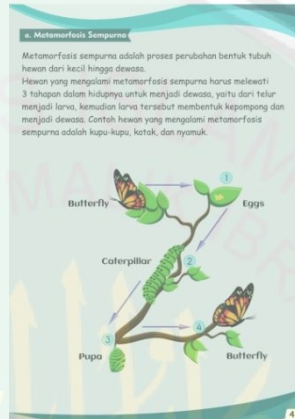 a. Metamorfosis Sempurna
Metamorfosis sempurna adalah proses perubahan bentuk tubuh
hewan dari kecil hingga dewasa.
Hewan yang mengalami metamorfosis sempurna harus melewati
3 tahapan dalam hidupnya untuk menjadi dewasa, yaitu dari telur
menjadi larva, kemudian larva tersebut membentuk kepompong dan
menjadi dewasa. Contoh hewan yang mengalami metamorfosis
sempurna adalah kupu-kupu, katak, dan nyamuk.
1
Butterfly
Eggs
Caterpillar
2
3
4
Pupa
Butterfly
4